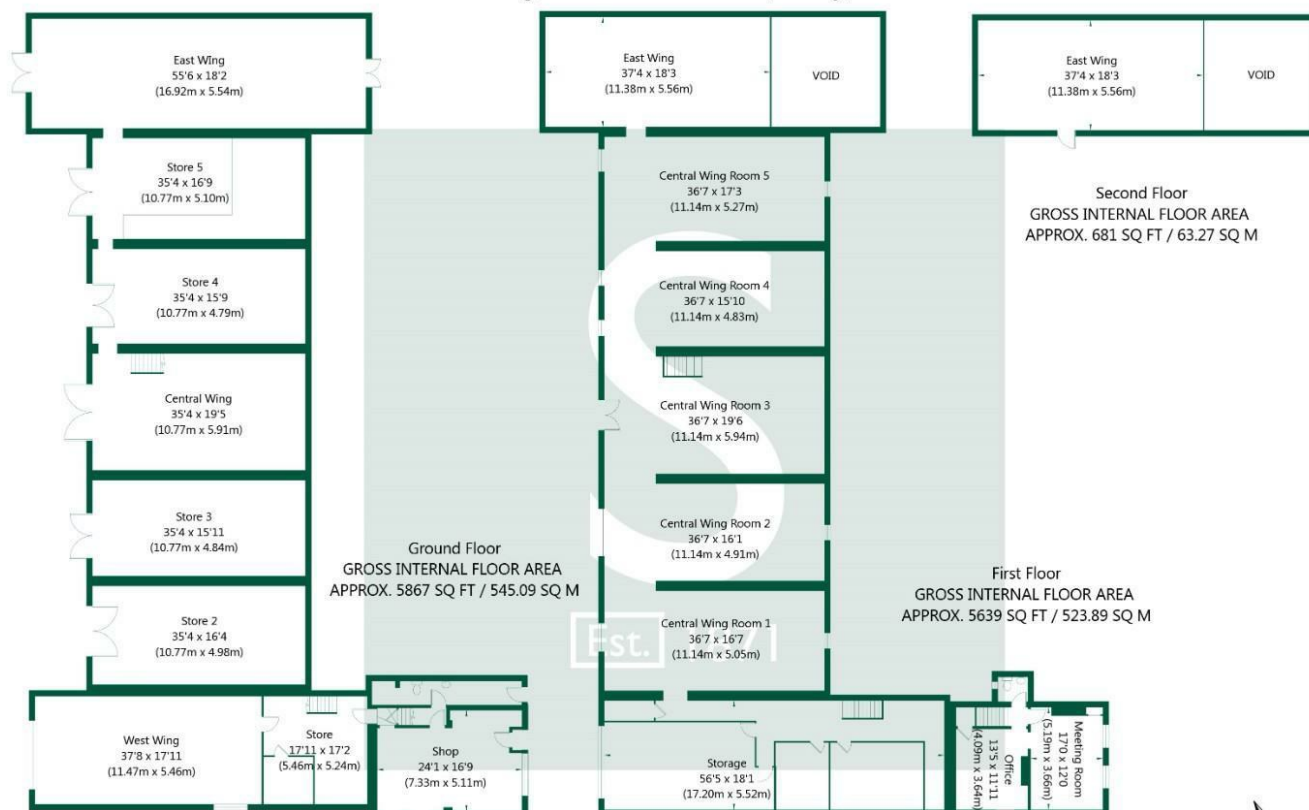 East WIng
55'6 x 18'2
(16.92m x 5.54m)
East Wing
37'4 x 18'3
(11.38m x 5.56m)
VOID
East Wing
37'4 x 18'3
(11.38m x 5.56m)
VOID
Store 5
35'4 x 16'9
(10.77m x 5.10m)
Central Wing Room 5
36'7 x 17'3
(11.14m x 5.27m)
Second Floor
GROSS INTERNAL FLOOR AREA
APPROX. 681 SQ FT / 63.27 SQ M
Store 4
35'4 x 15'9
(10.77m x 4.79m)
Central Wing Room 4
36'7 x 15'10
(11.14m x 4.83m)
S
Central Wing
35'4 x 19'5
(10.77m x 5.91m)
Central Wing Room 3
36'7 x 19'6
(11.14m x 5.94m)
Store 3
35'4 x 15'11
(10.77m x 4.84m)
Central Wing Room 2
36'7 x 16'1
(11.14m x 4.91m)
Ground Floor
GROSS INTERNAL FLOOR AREA
APPROX. 5867 SQ FT / 545.09 SQ M
First Floor
GROSS INTERNAL FLOOR AREA
APPROX. 5639 SQ FT / 523.89 SQ M
Store 2
35'4 x 16'4
(10.77m x 4.98m)
Central Wing Room 1
36'7 x 16'7
(11.14m x 5.05m)
Est. 1871
West Wing
37'8 x 17'11
(11.47m x 5.46m)
Store
17'11 x 17'2
(5.46m x 5.24m)
Shop
24'1 x 16'9
(7.33m x 5.11m)
Storage
56'5 x 18'1
(17.20m x 5.52m)
Office
13'5 x 11'11
(4.09m x 3.64m)
Meeting Room
17'0 x 12'0
(5.19m x 3.66m)